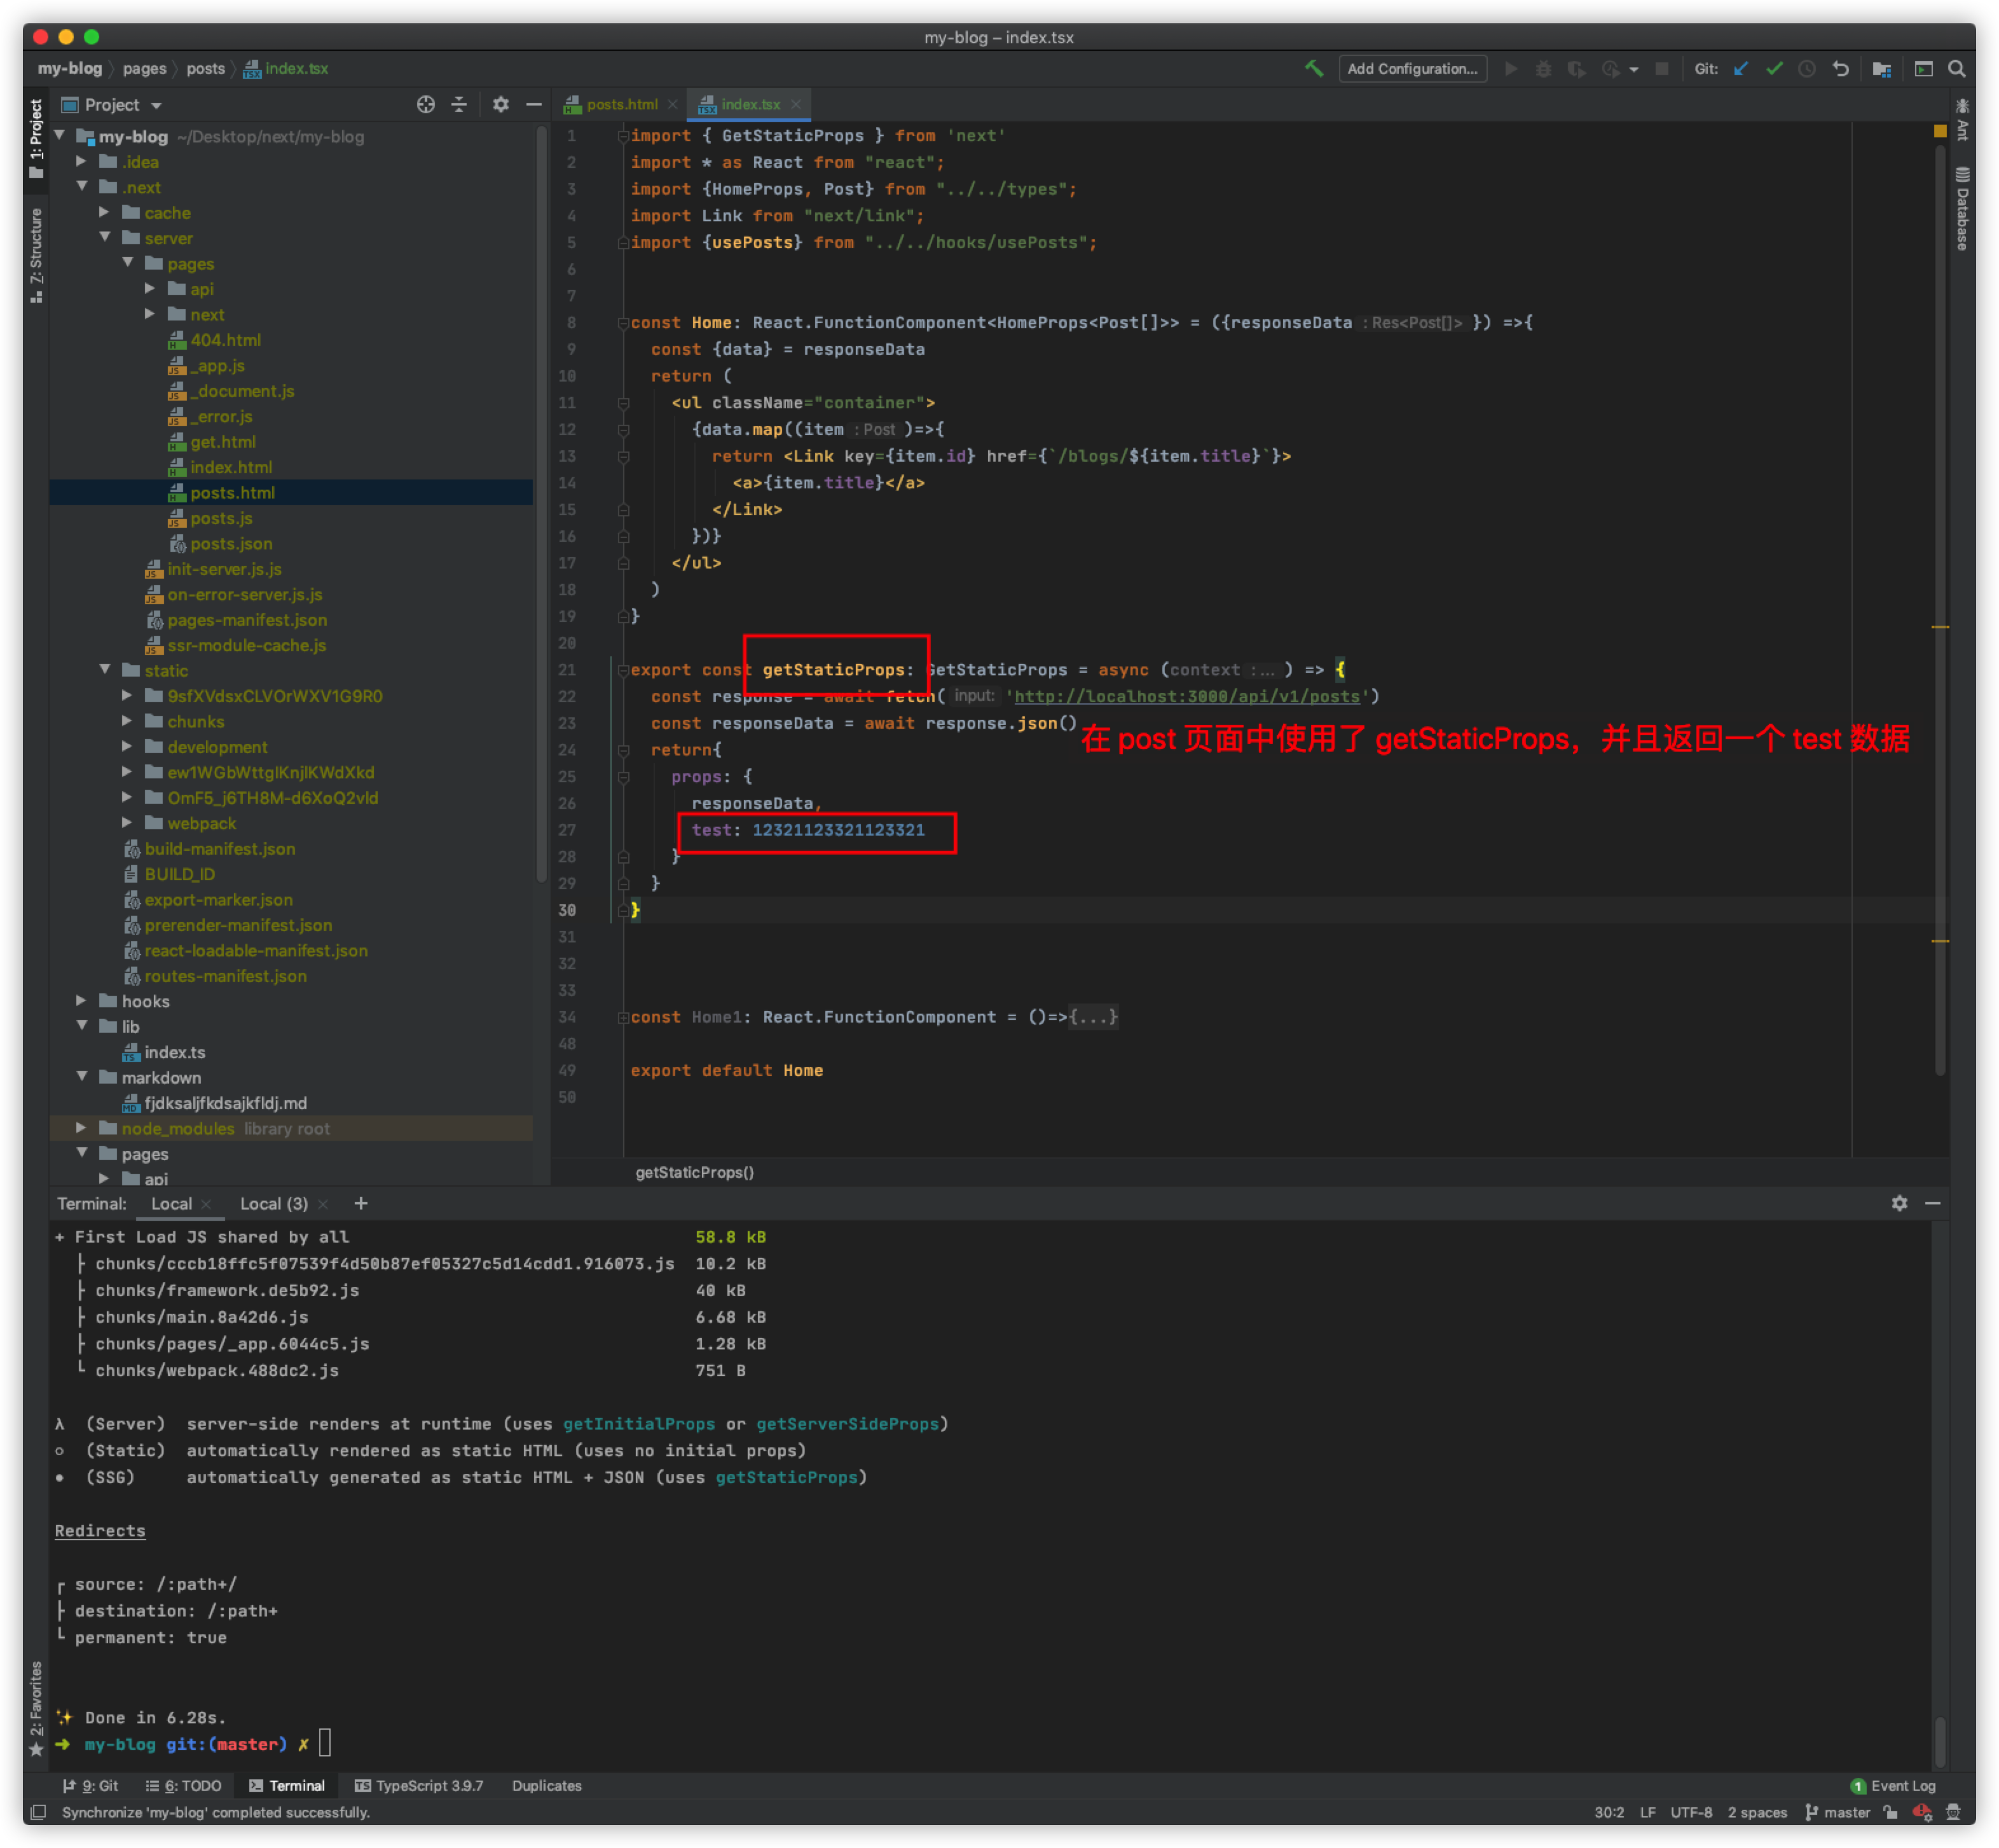 my-blog – index.tsx
my-blog pages posts index.tsx
Add Configuration...
Git:
1: Project
7: Structure
2: Favorites
Ant
Database
Project
my-blog ~/Desktop/next/my-blog
.idea
.next
cache
server
pages
api
next
404.html
_app.js
_document.js
_error.js
get.html
index.html
posts.html
posts.js
posts.json
init-server.js.js
on-error-server.js.js
pages-manifest.json
ssr-module-cache.js
static
9sfXVdsxCLVOrWXV1G9R0
chunks
development
ew1WGbWttgIKnjlKWdXkd
OmF5_j6TH8M-d6XoQ2vld
webpack
build-manifest.json
BUILD_ID
export-marker.json
prerender-manifest.json
react-loadable-manifest.json
routes-manifest.json
hooks
lib
index.ts
markdown
fjdksaljfkdsajkfldj.md
node_modules library root
pages
api
posts.html index.tsx
1 import { GetStaticProps } from 'next'
2 import * as React from "react";
3 import {HomeProps, Post} from "../../types";
4 import Link from "next/link";
5 import {usePosts} from "../../hooks/usePosts";
6
7
8 const Home: React.FunctionComponent<HomeProps<Post[]>> = ({responseData : Res<Post[]> }) =>{
9 const {data} = responseData
10 return (
11 <ul className="container">
12 {data.map((item : Post )=>{
13 return <Link key={item.id} href={`/blogs/${item.title}`}>
14 <a>{item.title}</a>
15 </Link>
16 })}
17 </ul>
18 )
19 }
20
21 export const getStaticProps: GetStaticProps = async (context : ... ) => {
22 const response = await fetch( input: 'http://localhost:3000/api/v1/posts')
23 const responseData = await response.json()
在 post 页面中使用了 getStaticProps，并且返回一个 test 数据
24 return{
25 props: {
26 responseData,
27 test: 12321123321123321
28 }
29 }
30 }
31
32
33
34 const Home1: React.FunctionComponent = ()=>{...}
48
49 export default Home
50
getStaticProps()
Terminal: Local Local (3) +
+ First Load JS shared by all 58.8 kB
├ chunks/cccb18ffc5f07539f4d50b87ef05327c5d14cdd1.916073.js 10.2 kB
├ chunks/framework.de5b92.js 40 kB
├ chunks/main.8a42d6.js 6.68 kB
├ chunks/pages/_app.6044c5.js 1.28 kB
└ chunks/webpack.488dc2.js 751 B
λ (Server) server-side renders at runtime (uses getInitialProps or getServerSideProps)
○ (Static) automatically rendered as static HTML (uses no initial props)
● (SSG) automatically generated as static HTML + JSON (uses getStaticProps)
Redirects
┌ source: /:path+/
├ destination: /:path+
└ permanent: true
✨ Done in 6.28s.
➜ my-blog git:(master) ✗
9: Git 6: TODO Terminal TypeScript 3.9.7 Duplicates 1 Event Log
Synchronize 'my-blog' completed successfully. 30:2 LF UTF-8 2 spaces master